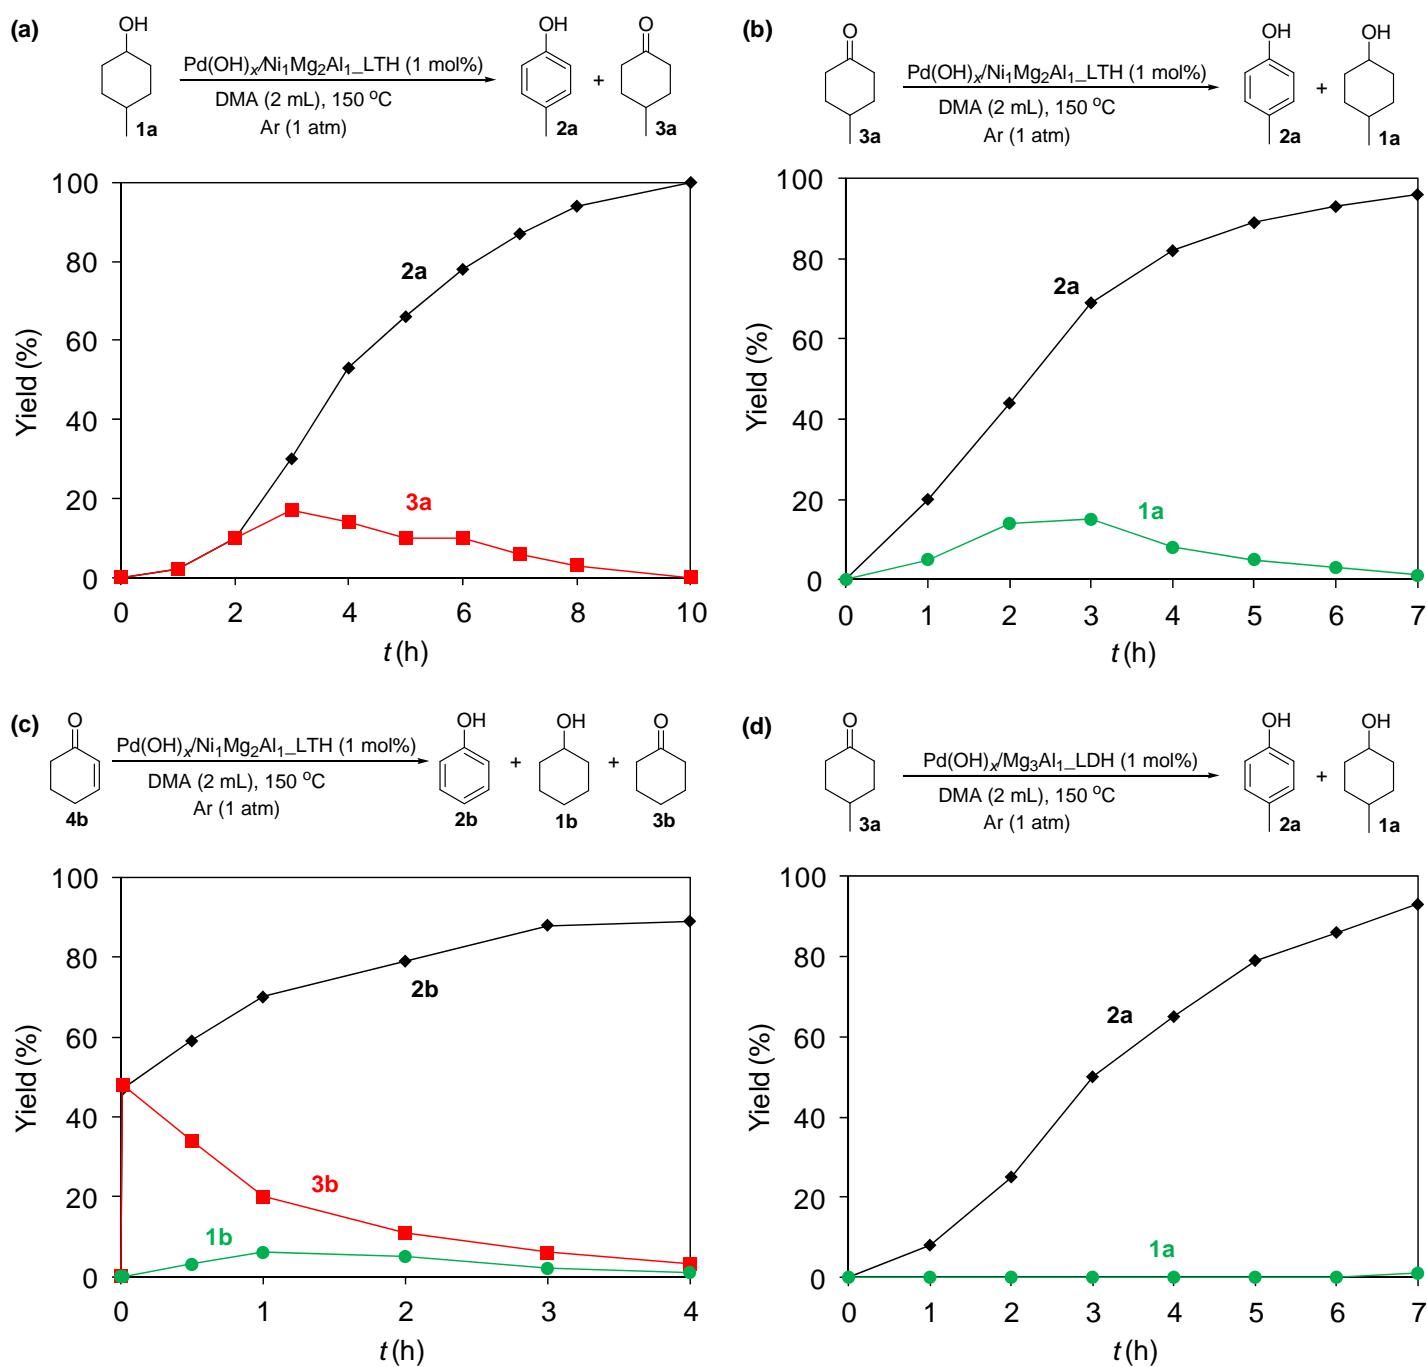 (a)
OH
1a
Pd(OH)x/Ni1Mg2Al1_LTH (1 mol%)
DMA (2 mL), 150 °C
Ar (1 atm)
OH
2a
+
O
3a
100
80
60
40
20
0
Yield (%)
2a
3a
0 2 4 6 8 10
t (h)
(b)
O
3a
Pd(OH)x/Ni1Mg2Al1_LTH (1 mol%)
DMA (2 mL), 150 °C
Ar (1 atm)
OH
2a
+
OH
1a
100
80
60
40
20
0
Yield (%)
2a
1a
0 1 2 3 4 5 6 7
t (h)
(c)
O
4b
Pd(OH)x/Ni1Mg2Al1_LTH (1 mol%)
DMA (2 mL), 150 °C
Ar (1 atm)
OH
2b
+
OH
1b
+
O
3b
100
80
60
40
20
0
Yield (%)
2b
3b
1b
0 1 2 3 4
t (h)
(d)
O
3a
Pd(OH)x/Mg3Al1_LDH (1 mol%)
DMA (2 mL), 150 °C
Ar (1 atm)
OH
2a
+
OH
1a
100
80
60
40
20
0
Yield (%)
2a
1a
0 1 2 3 4 5 6 7
t (h)